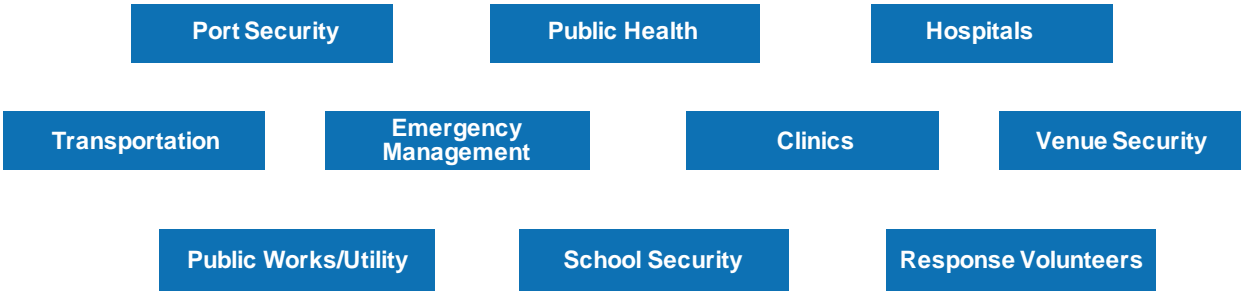 Port Security
Public Health
Hospitals
Transportation
Emergency
Management
Clinics
Venue Security
Public Works/Utility
School Security
Response Volunteers